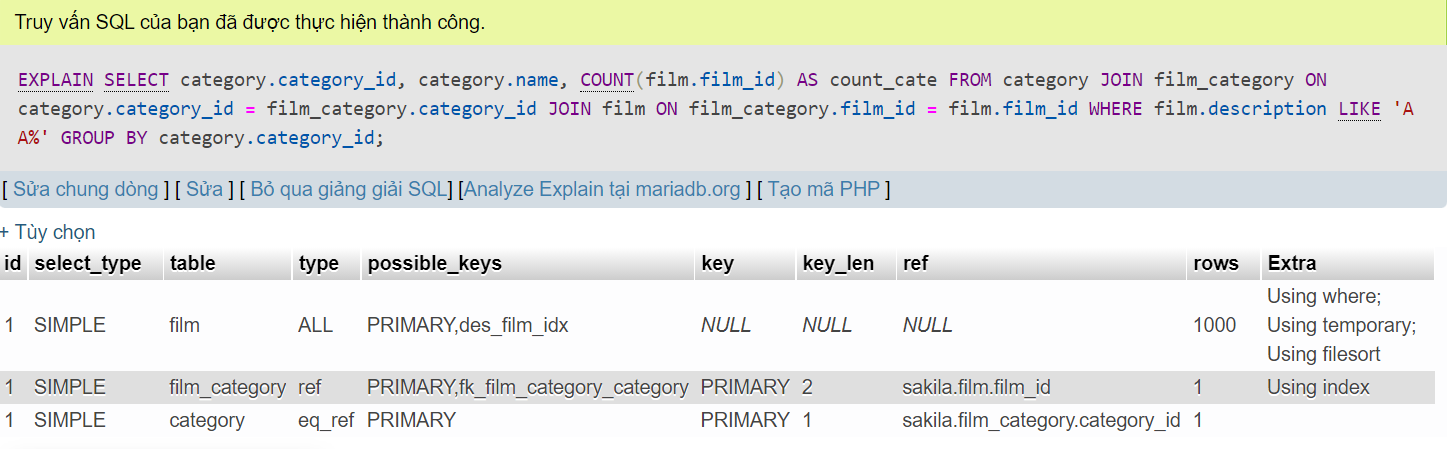 Truy vấn SQL của bạn đã được thực hiện thành công.
EXPLAIN SELECT category.category_id, category.name, COUNT(film.film_id) AS count_cate FROM category JOIN film_category ON
category.category_id = film_category.category_id JOIN film ON film_category.film_id = film.film_id WHERE film.description LIKE 'A
A%' GROUP BY category.category_id;
[ Sửa chung dòng ] [ Sửa ] [ Bỏ qua giảng giải SQL] [Analyze Explain tại mariadb.org ] [ Tạo mã PHP ]
+ Tùy chọn
id select_type table type possible_keys key key_len ref rows Extra
1 SIMPLE film ALL PRIMARY,des_film_idx NULL NULL NULL 1000 Using where;
Using temporary;
Using filesort
1 SIMPLE film_category ref PRIMARY,fk_film_category_category PRIMARY 2 sakila.film.film_id 1 Using index
1 SIMPLE category eq_ref PRIMARY PRIMARY 1 sakila.film_category.category_id 1